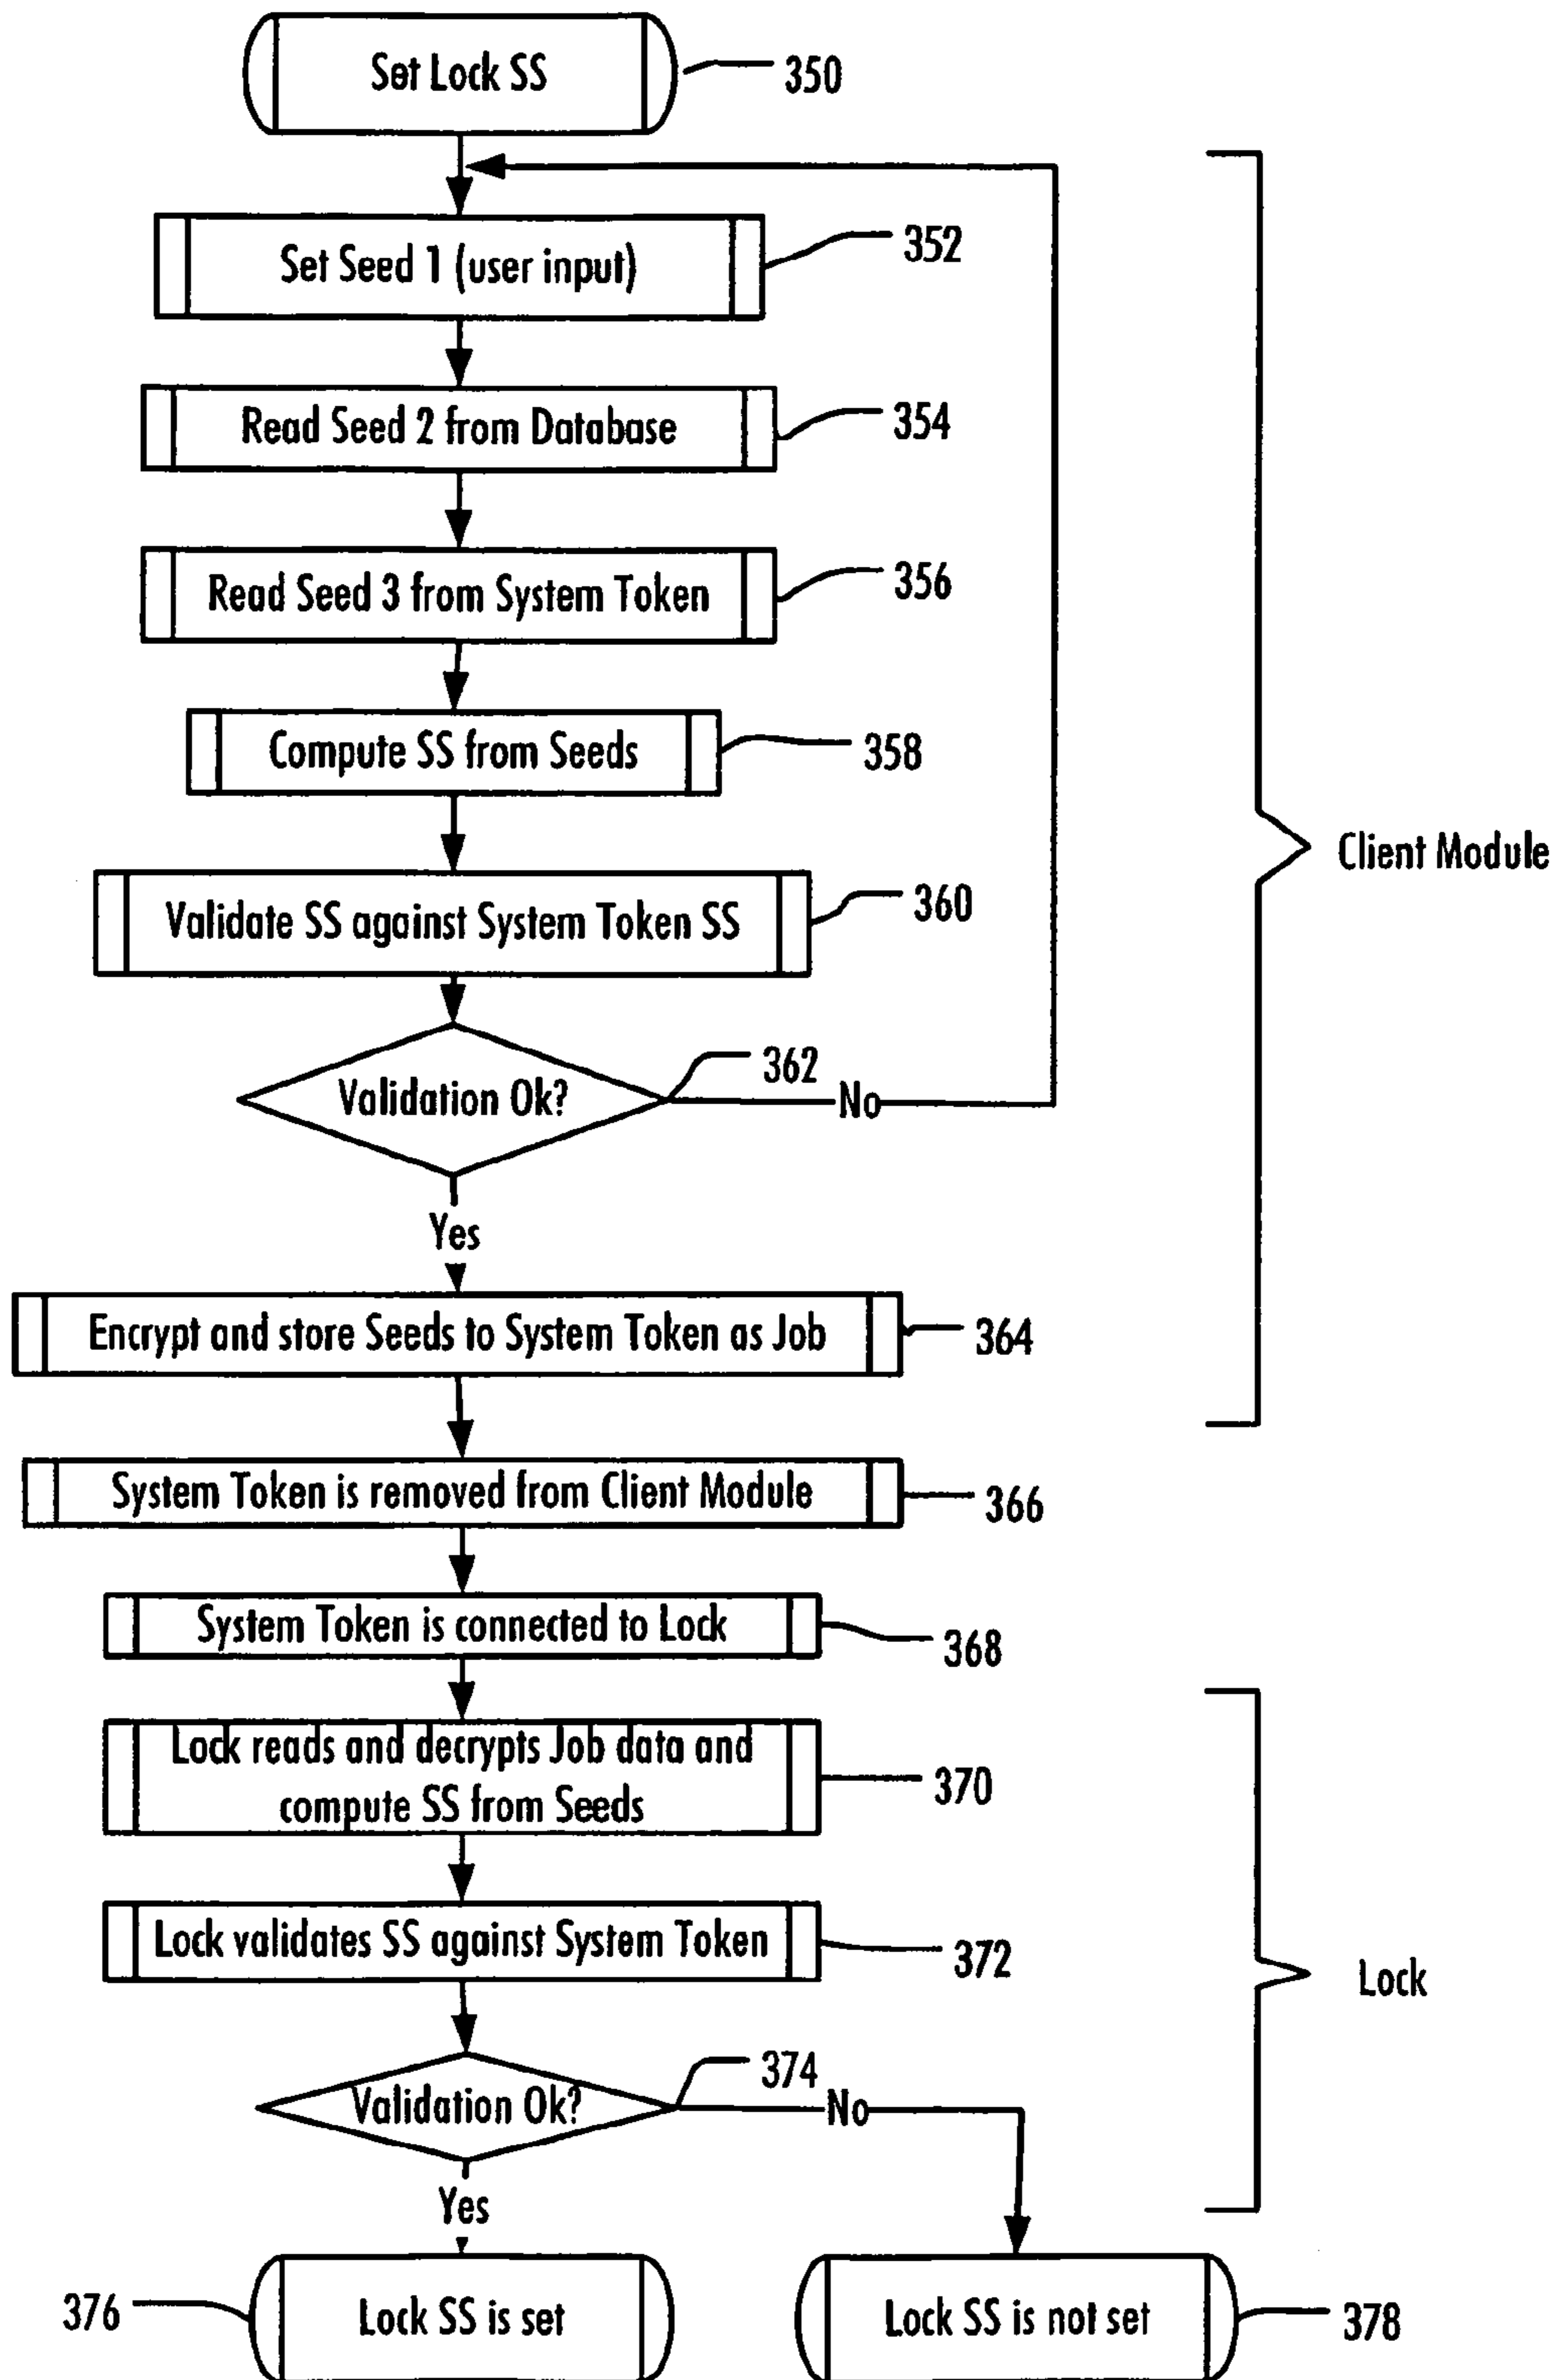 Set Lock SS
350
Set Seed 1 (user input)
352
Read Seed 2 from Database
354
Read Seed 3 from System Token
356
Compute SS from Seeds
358
Client Module
Validate SS against System Token SS
360
Validation Ok?
362
No
Yes
Encrypt and store Seeds to System Token as Job
364
System Token is removed from Client Module
366
System Token is connected to Lock
368
Lock reads and decrypts Job data and
compute SS from Seeds
370
Lock validates SS against System Token
372
Lock
Validation Ok?
374
No
Yes
376
Lock SS is set
Lock SS is not set
378